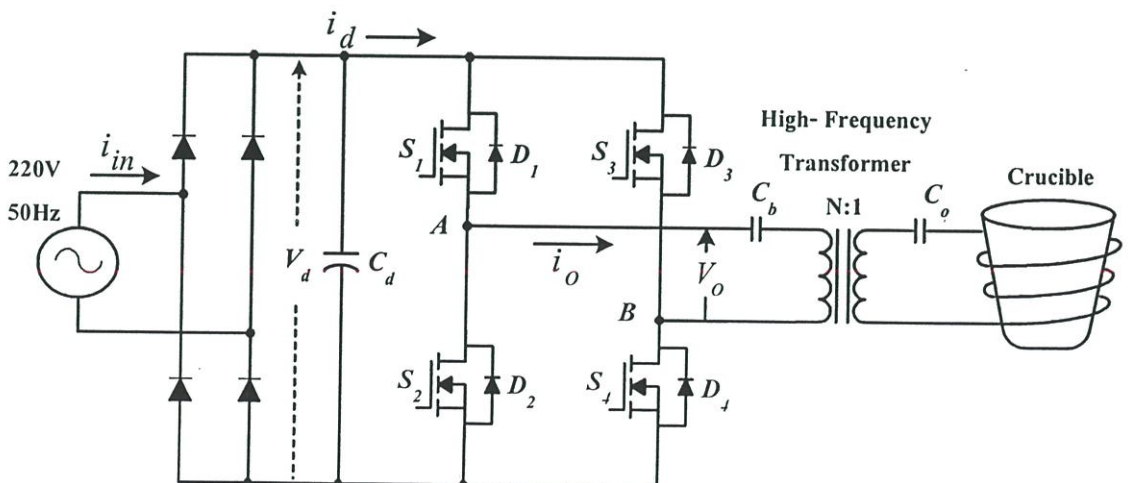 i_d
220V
50Hz
i_in
V_d
C_d
S_1
D_1
S_2
D_2
A
i_o
S_3
D_3
B
S_4
D_4
V_O
C_b
High- Frequency
Transformer
N:1
C_o
Crucible